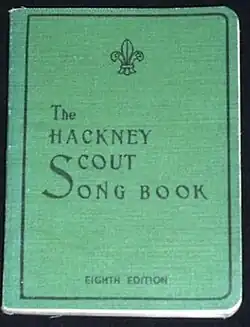 The
HACKNEY
SCOUT
SONG BOOK
EIGHTH EDITION